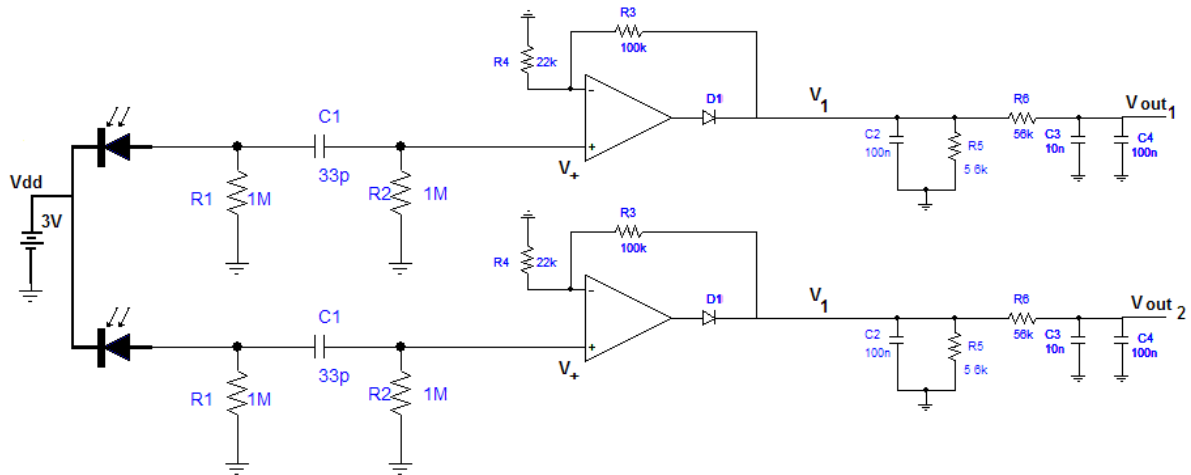 R3
100k
R4
22k
D1
V1
R6
56k
Vout1
C1
33p
C2
100n
R5
5 6k
C3
10n
C4
100n
Vdd
3V
R1
1M
R2
1M
V+
−
+
R3
100k
R4
22k
D1
V1
R6
56k
Vout2
C1
33p
C2
100n
R5
5 6k
C3
10n
C4
100n
R1
1M
R2
1M
V+
−
+